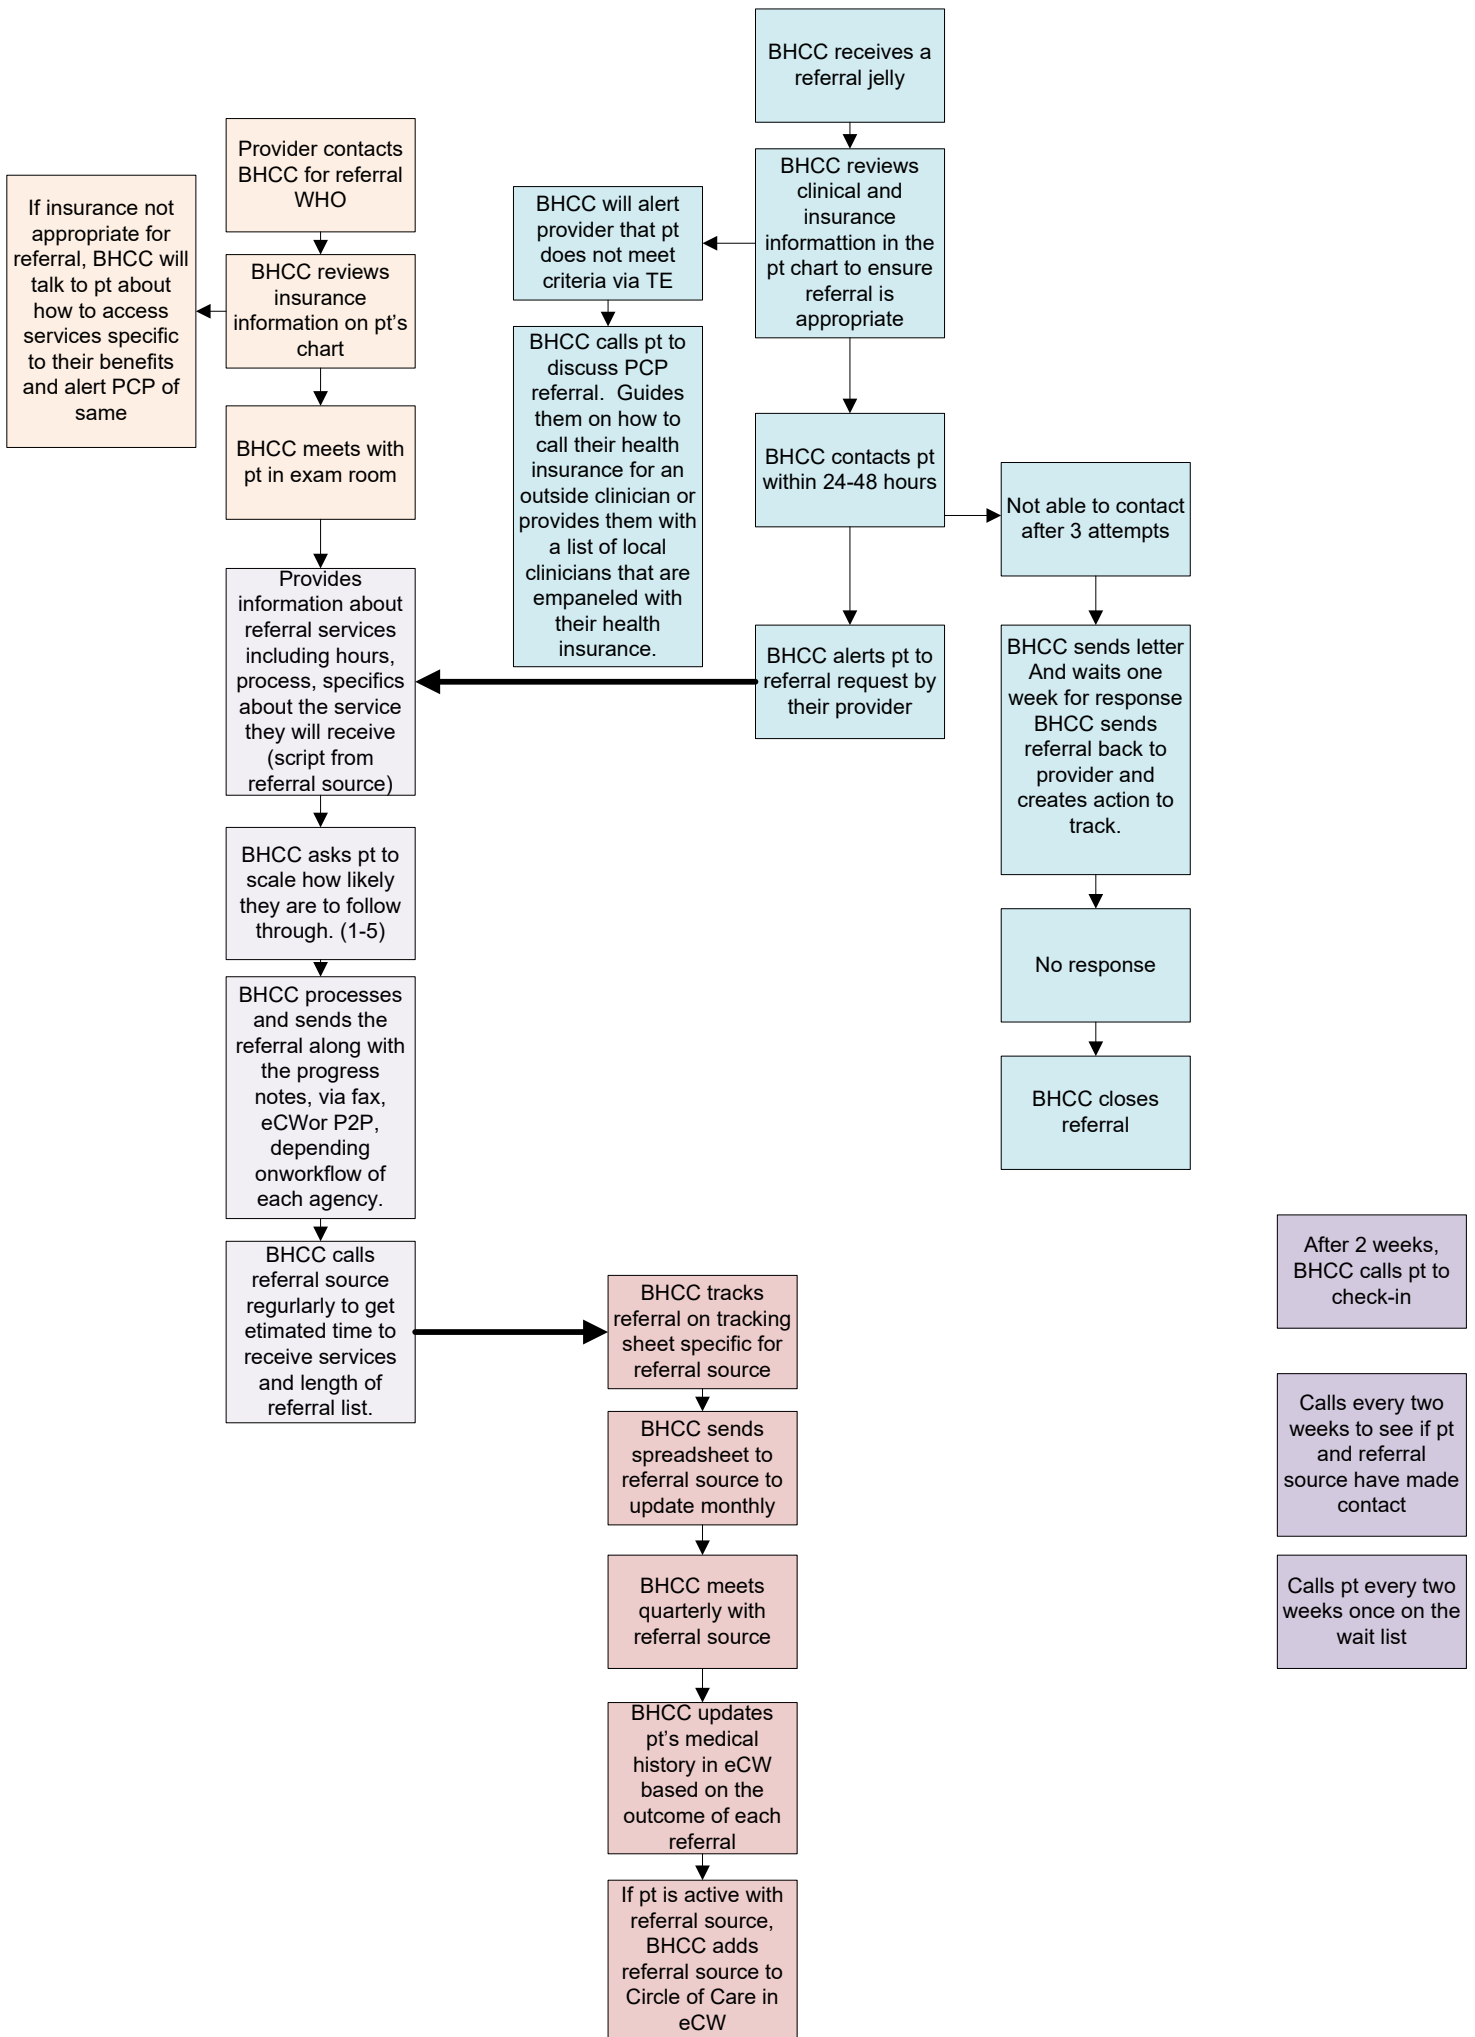 BHCC receives a
referral jelly
Provider contacts
BHCC for referral
WHO
If insurance not
appropriate for
referral, BHCC will
talk to pt about
how to access
services specific
to their benefits
and alert PCP of
same
BHCC reviews
insurance
information on pt’s
chart
BHCC meets with
pt in exam room
BHCC will alert
provider that pt
does not meet
criteria via TE
BHCC reviews
clinical and
insurance
informattion in the
pt chart to ensure
referral is
appropriate
BHCC calls pt to
discuss PCP
referral.  Guides
them on how to
call their health
insurance for an
outside clinician or
provides them with
a list of local
clinicians that are
empaneled with
their health
insurance.
BHCC contacts pt
within 24-48 hours
Not able to contact
after 3 attempts
Provides
information about
referral services
including hours,
process, specifics
about the service
they will receive
(script from
referral source)
BHCC alerts pt to
referral request by
their provider
BHCC sends letter
And waits one
week for response
BHCC sends
referral back to
provider and
creates action to
track.
BHCC asks pt to
scale how likely
they are to follow
through. (1-5)
No response
BHCC processes
and sends the
referral along with
the progress
notes, via fax,
eCWor P2P,
depending
onworkflow of
each agency.
BHCC closes
referral
BHCC calls
referral source
regurlarly to get
etimated time to
receive services
and length of
referral list.
BHCC tracks
referral on tracking
sheet specific for
referral source
After 2 weeks,
BHCC calls pt to
check-in
BHCC sends
spreadsheet to
referral source to
update monthly
Calls every two
weeks to see if pt
and referral
source have made
contact
BHCC meets
quarterly with
referral source
Calls pt every two
weeks once on the
wait list
BHCC updates
pt’s medical
history in eCW
based on the
outcome of each
referral
If pt is active with
referral source,
BHCC adds
referral source to
Circle of Care in
eCW